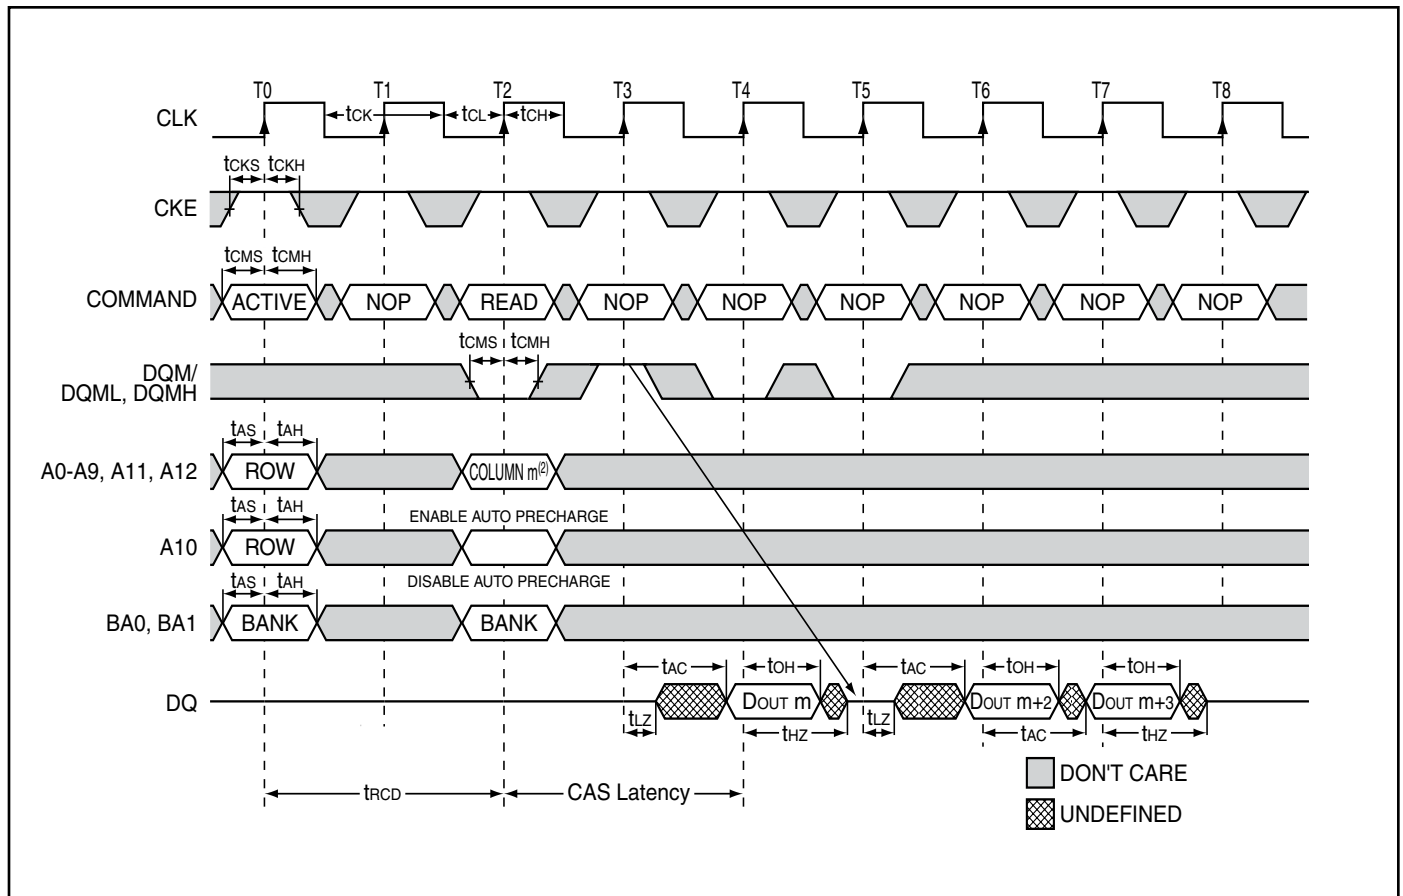 T0 T1 T2 T3 T4 T5 T6 T7 T8
CLK
tCK tCL tCH
tCKS tCKH
CKE
tCMS tCMH
COMMAND ACTIVE NOP READ NOP NOP NOP NOP NOP NOP
tCMS tCMH
DQM/
DQML, DQMH
tAS tAH
A0-A9, A11, A12 ROW COLUMN m(2)
tAS tAH ENABLE AUTO PRECHARGE
A10 ROW
tAS tAH DISABLE AUTO PRECHARGE
BA0, BA1 BANK BANK
tAC tOH tAC tOH tOH
DQ DOUT m DOUT m+2 DOUT m+3
tLZ tHZ tLZ tAC tHZ
DON'T CARE
tRCD CAS Latency
UNDEFINED